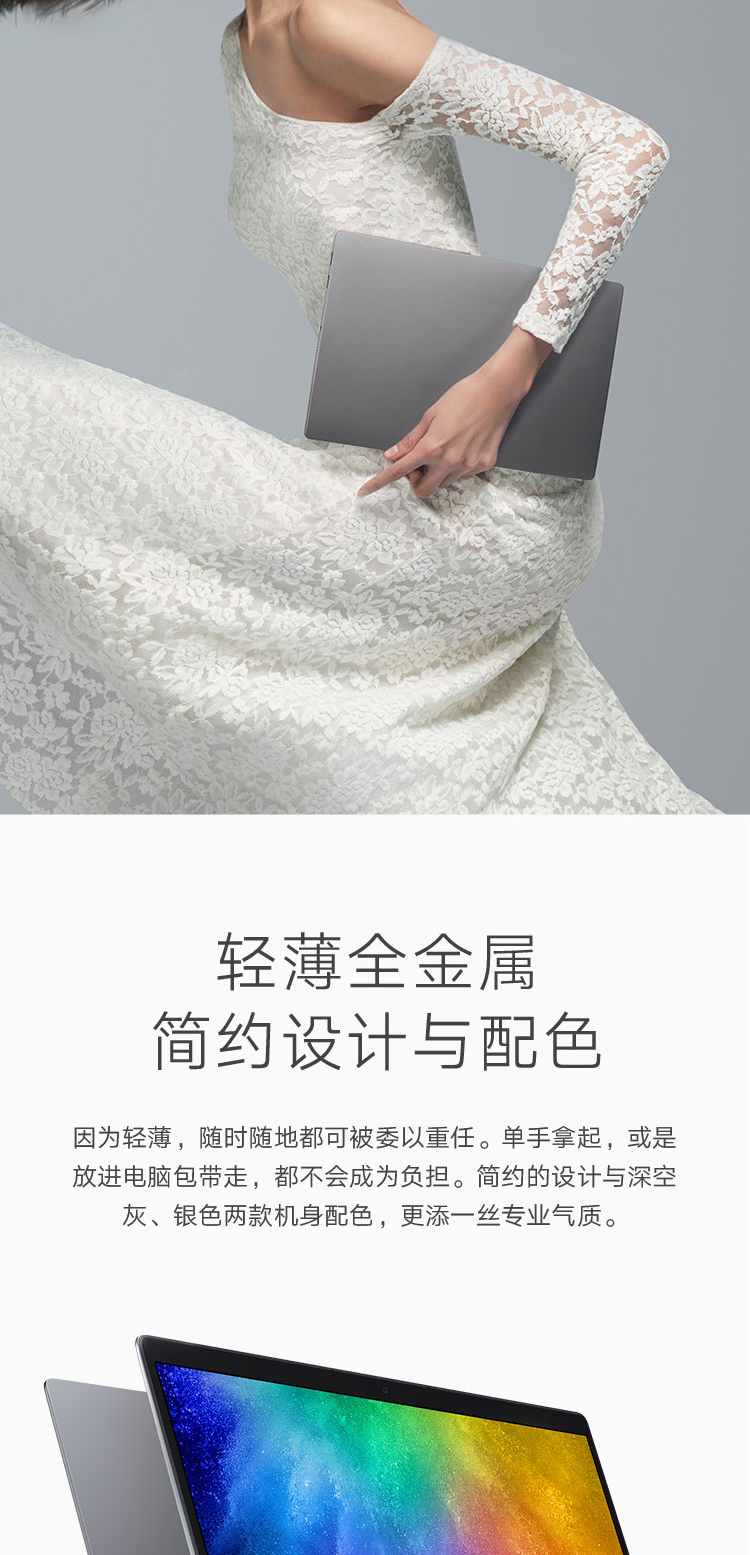 轻薄全金属
简约设计与配色
因为轻薄，随时随地都可被委以重任。单手拿起，或是
放进电脑包带走，都不会成为负担。简约的设计与深空
灰、银色两款机身配色，更添一丝专业气质。